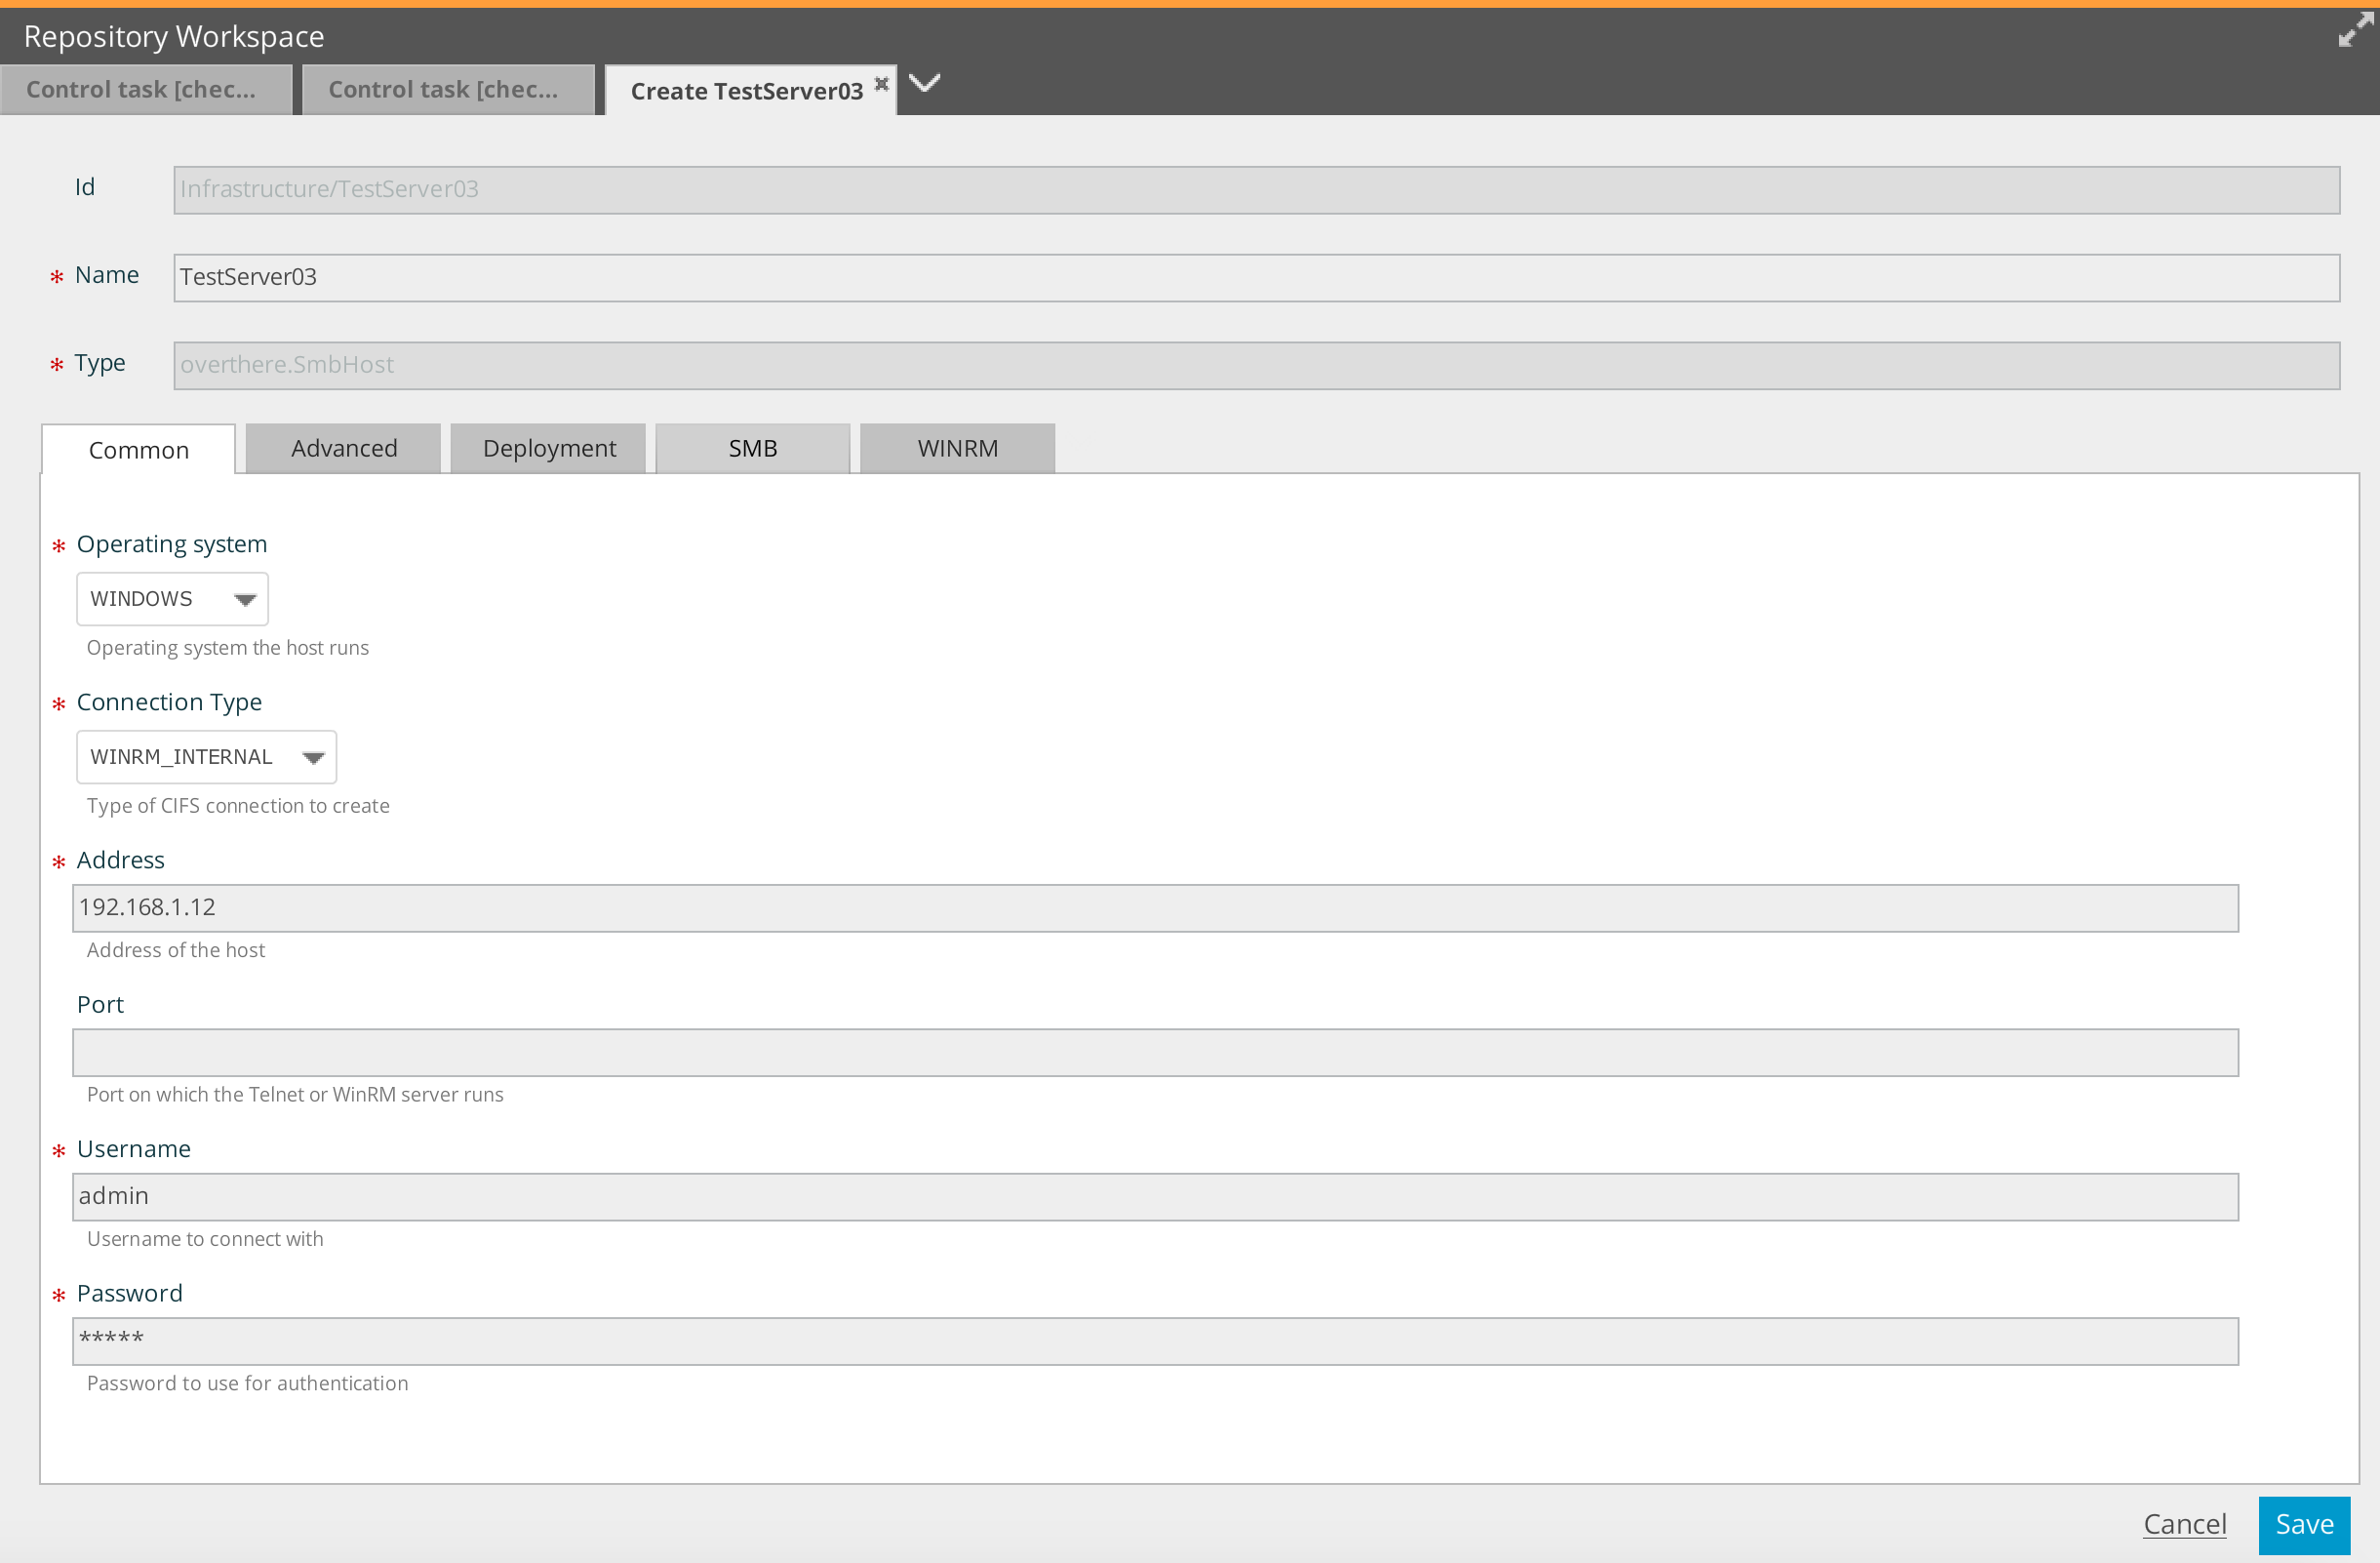 Repository Workspace
Control task [chec... Control task [chec... Create TestServer03
Id Infrastructure/TestServer03
* Name TestServer03
* Type overthere.SmbHost
Common Advanced Deployment SMB WINRM
* Operating system
WINDOWS
Operating system the host runs
* Connection Type
WINRM_INTERNAL
Type of CIFS connection to create
* Address
192.168.1.12
Address of the host
Port
Port on which the Telnet or WinRM server runs
* Username
admin
Username to connect with
* Password
*****
Password to use for authentication
Cancel Save